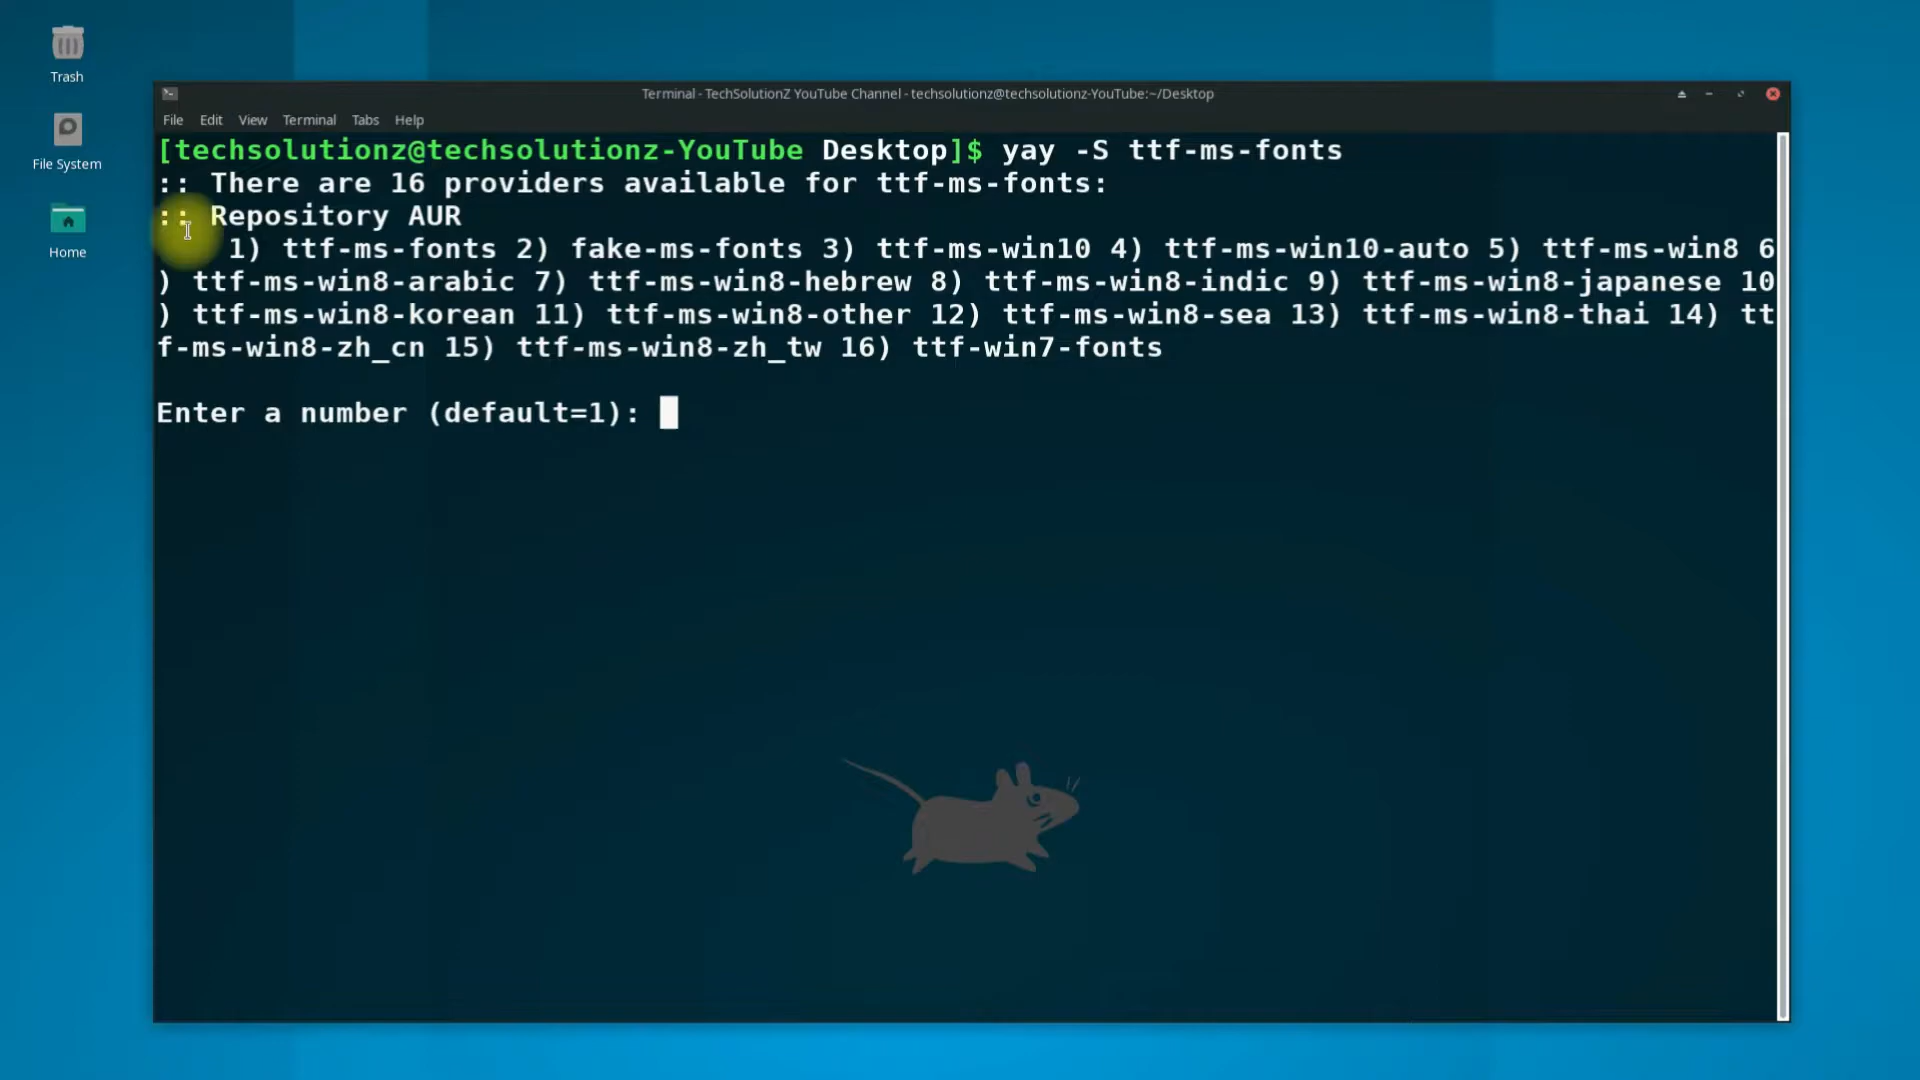 Trash
File System
Home
Terminal - TechSolutionZ YouTube Channel - techsolutionz@techsolutionz-YouTube:~/Desktop
File Edit View Terminal Tabs Help
[techsolutionz@techsolutionz-YouTube Desktop]$ yay -S ttf-ms-fonts
:: There are 16 providers available for ttf-ms-fonts:
:: Repository AUR
1) ttf-ms-fonts 2) fake-ms-fonts 3) ttf-ms-win10 4) ttf-ms-win10-auto 5) ttf-ms-win8 6
) ttf-ms-win8-arabic 7) ttf-ms-win8-hebrew 8) ttf-ms-win8-indic 9) ttf-ms-win8-japanese 10
) ttf-ms-win8-korean 11) ttf-ms-win8-other 12) ttf-ms-win8-sea 13) ttf-ms-win8-thai 14) tt
f-ms-win8-zh_cn 15) ttf-ms-win8-zh_tw 16) ttf-win7-fonts
Enter a number (default=1):